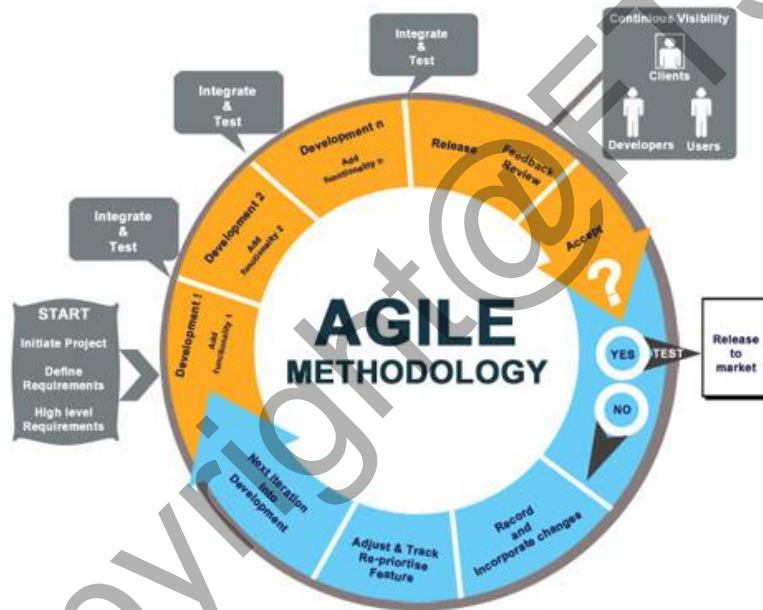 Continious Visibility
Clients
Developers Users
Integrate
&
Test
Integrate
&
Test
Integrate
&
Test
START
Initiate Project
Define
Requirements
High level
Requirements
Development 1
Add
functionality 1
Development 2
Add
functionality 2
Development n
Add
functionality n
Release
Feedback
Review
Accept
?
YES
TEST
Release
to
market
NO
Record
and
Incorporate changes
Adjust & Track
Re-priortise
Feature
Next iteration
into
Development
AGILE
METHODOLOGY